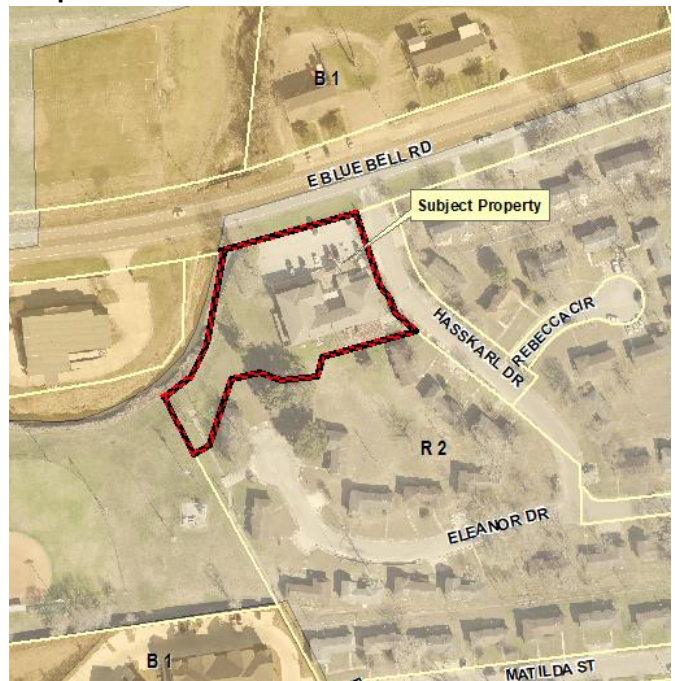 B 1
E BLUE BELL RD
Subject Property
HASSKARL DR
REBECCA CIR
R 2
ELEANOR DR
B 1
MATILDA ST